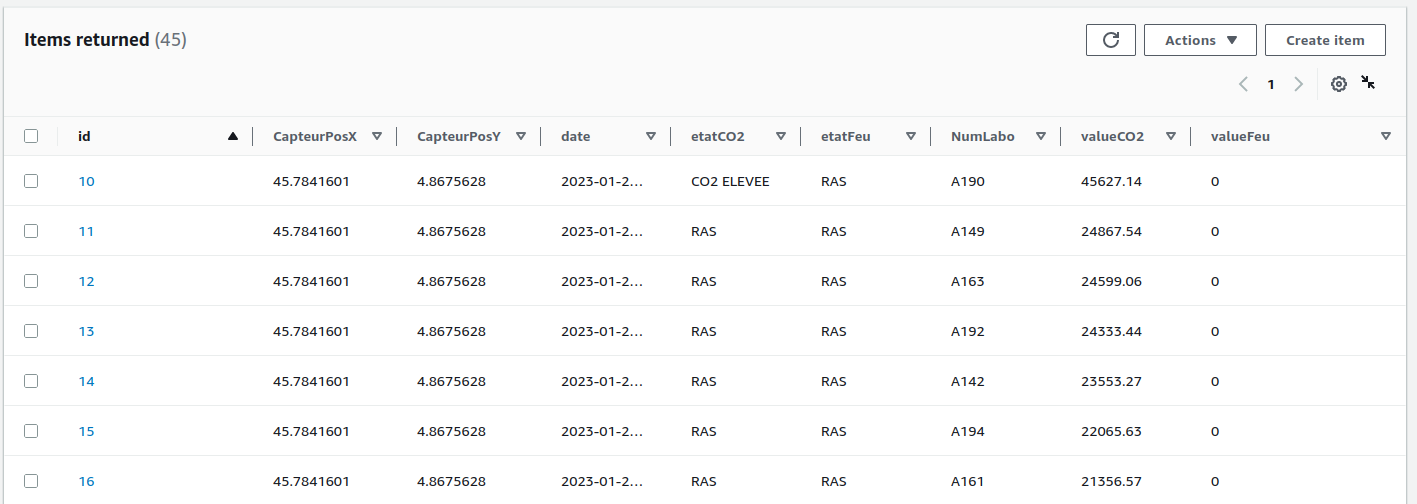 Items returned (45)
Actions
Create item
1
id CapteurPosX CapteurPosY date etatCO2 etatFeu NumLabo valueCO2 valueFeu
10 45.7841601 4.8675628 2023-01-2... CO2 ELEVEE RAS A190 45627.14 0
11 45.7841601 4.8675628 2023-01-2... RAS RAS A149 24867.54 0
12 45.7841601 4.8675628 2023-01-2... RAS RAS A163 24599.06 0
13 45.7841601 4.8675628 2023-01-2... RAS RAS A192 24333.44 0
14 45.7841601 4.8675628 2023-01-2... RAS RAS A142 23553.27 0
15 45.7841601 4.8675628 2023-01-2... RAS RAS A194 22065.63 0
16 45.7841601 4.8675628 2023-01-2... RAS RAS A161 21356.57 0